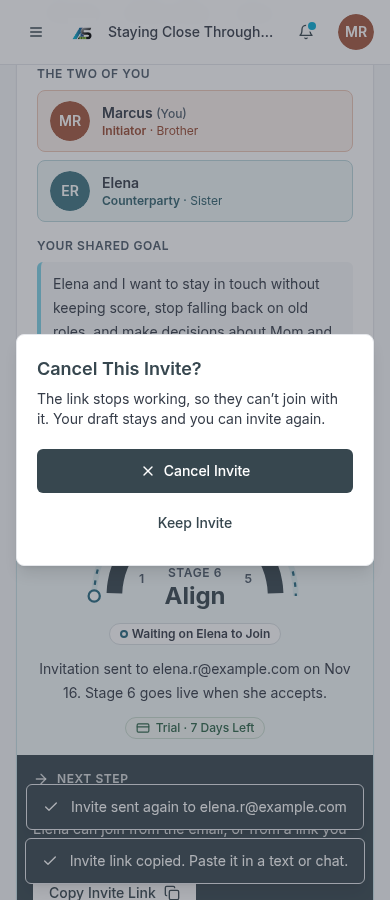 Staying Close Through...
MR
THE TWO OF YOU
MR
Marcus (You)
Initiator · Brother
ER
Elena
Counterparty · Sister
YOUR SHARED GOAL
Elena and I want to stay in touch without
keeping score, stop falling back on old
roles, and make decisions about Mom and
Cancel This Invite?
The link stops working, so they can’t join with
it. Your draft stays and you can invite again.
Cancel Invite
Keep Invite
1
STAGE 6
5
Align
Waiting on Elena to Join
Invitation sent to elena.r@example.com on Nov
16. Stage 6 goes live when she accepts.
Trial · 7 Days Left
NEXT STEP
Invite sent again to elena.r@example.com
Elena can join from the email, or from a link you
Invite link copied. Paste it in a text or chat.
Copy Invite Link